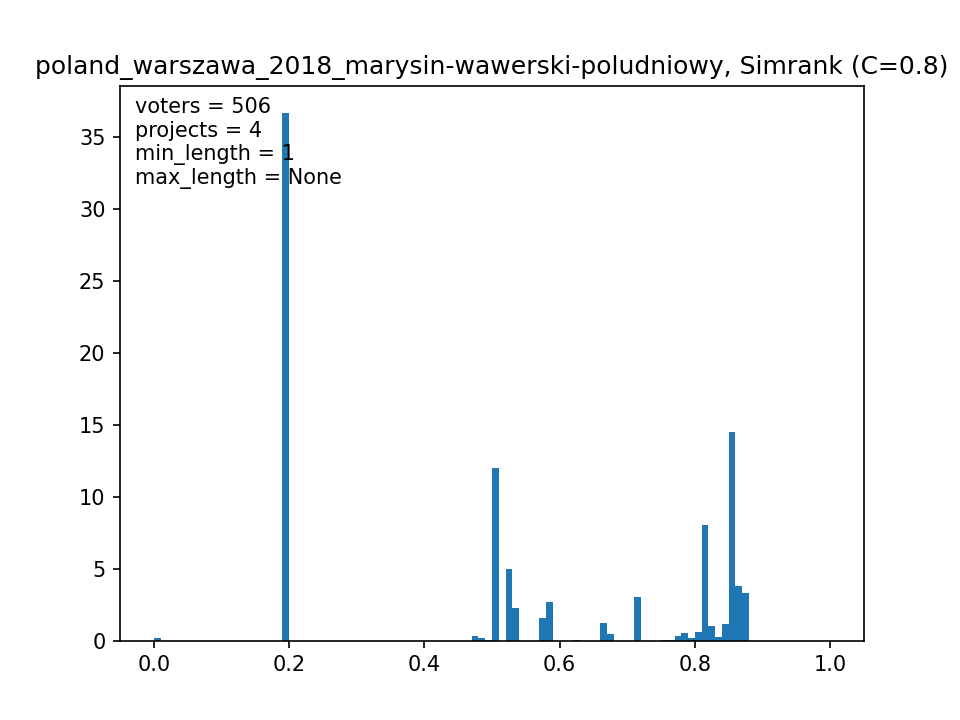 poland_warszawa_2018_marysin-wawerski-poludniowy, Simrank (C=0.8)
voters = 506
projects = 4
min_length = 1
max_length = None
35
30
25
20
15
10
5
0
0.0 0.2 0.4 0.6 0.8 1.0